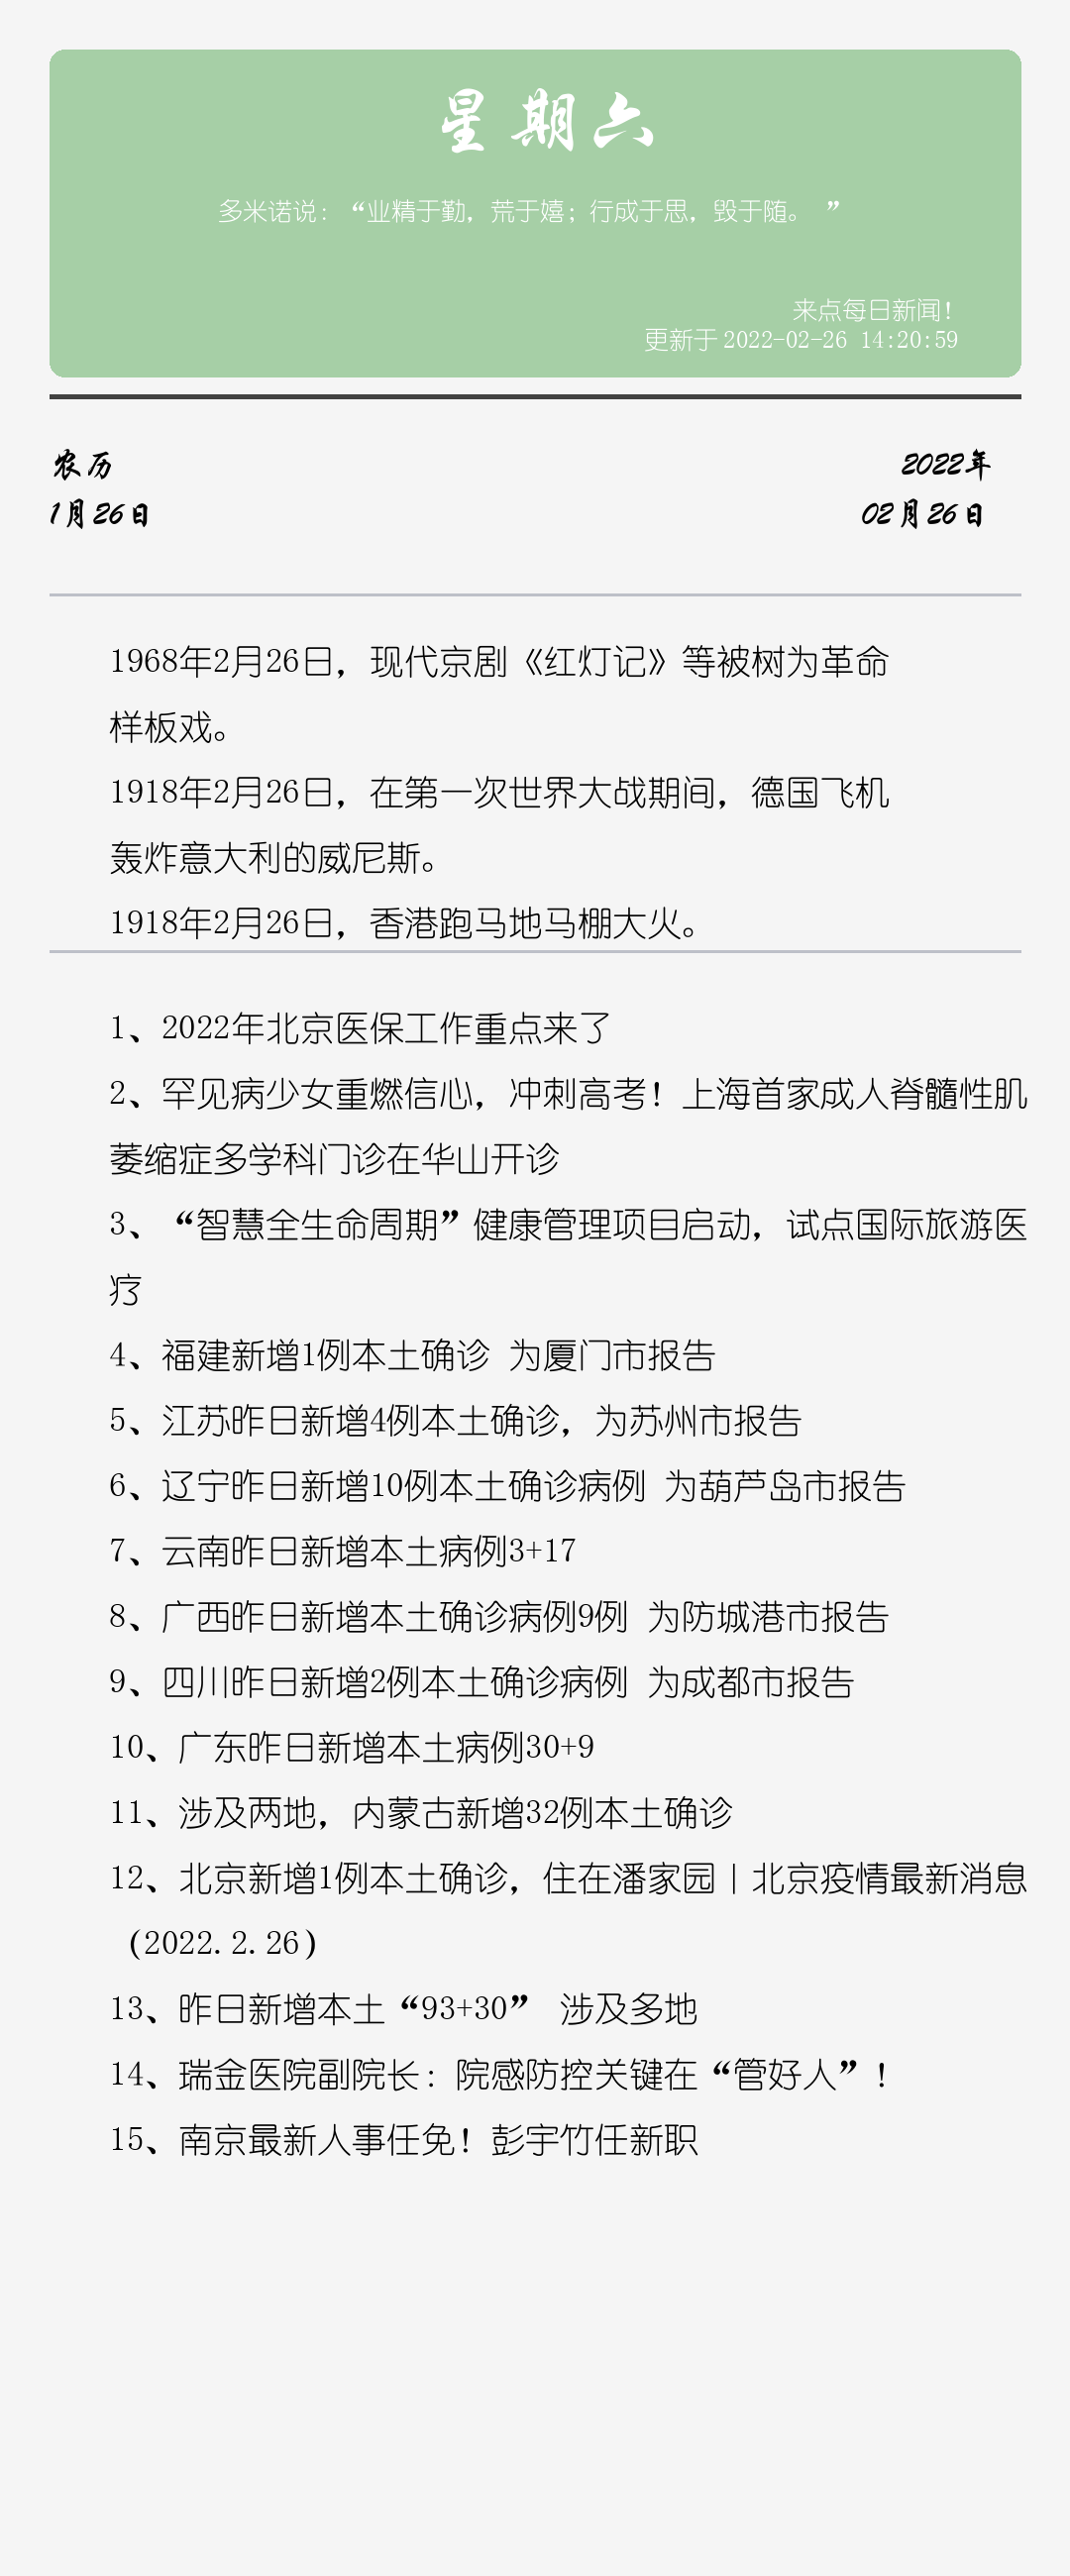 星期六
多米诺说：“业精于勤，荒于嬉；行成于思，毁于随。 ”
来点每日新闻！
更新于 2022-02-26 14:20:59
农历
2022年
1月26日
02月26日
1968年2月26日，现代京剧《红灯记》等被树为革命
样板戏。
1918年2月26日，在第一次世界大战期间，德国飞机
轰炸意大利的威尼斯。
1918年2月26日，香港跑马地马棚大火。
1、2022年北京医保工作重点来了
2、罕见病少女重燃信心，冲刺高考！上海首家成人脊髓性肌
萎缩症多学科门诊在华山开诊
3、“智慧全生命周期”健康管理项目启动，试点国际旅游医
疗
4、福建新增1例本土确诊 为厦门市报告
5、江苏昨日新增4例本土确诊，为苏州市报告
6、辽宁昨日新增10例本土确诊病例 为葫芦岛市报告
7、云南昨日新增本土病例3+17
8、广西昨日新增本土确诊病例9例 为防城港市报告
9、四川昨日新增2例本土确诊病例 为成都市报告
10、广东昨日新增本土病例30+9
11、涉及两地，内蒙古新增32例本土确诊
12、北京新增1例本土确诊，住在潘家园丨北京疫情最新消息
（2022.2.26）
13、昨日新增本土“93+30” 涉及多地
14、瑞金医院副院长：院感防控关键在“管好人”！
15、南京最新人事任免！彭宇竹任新职